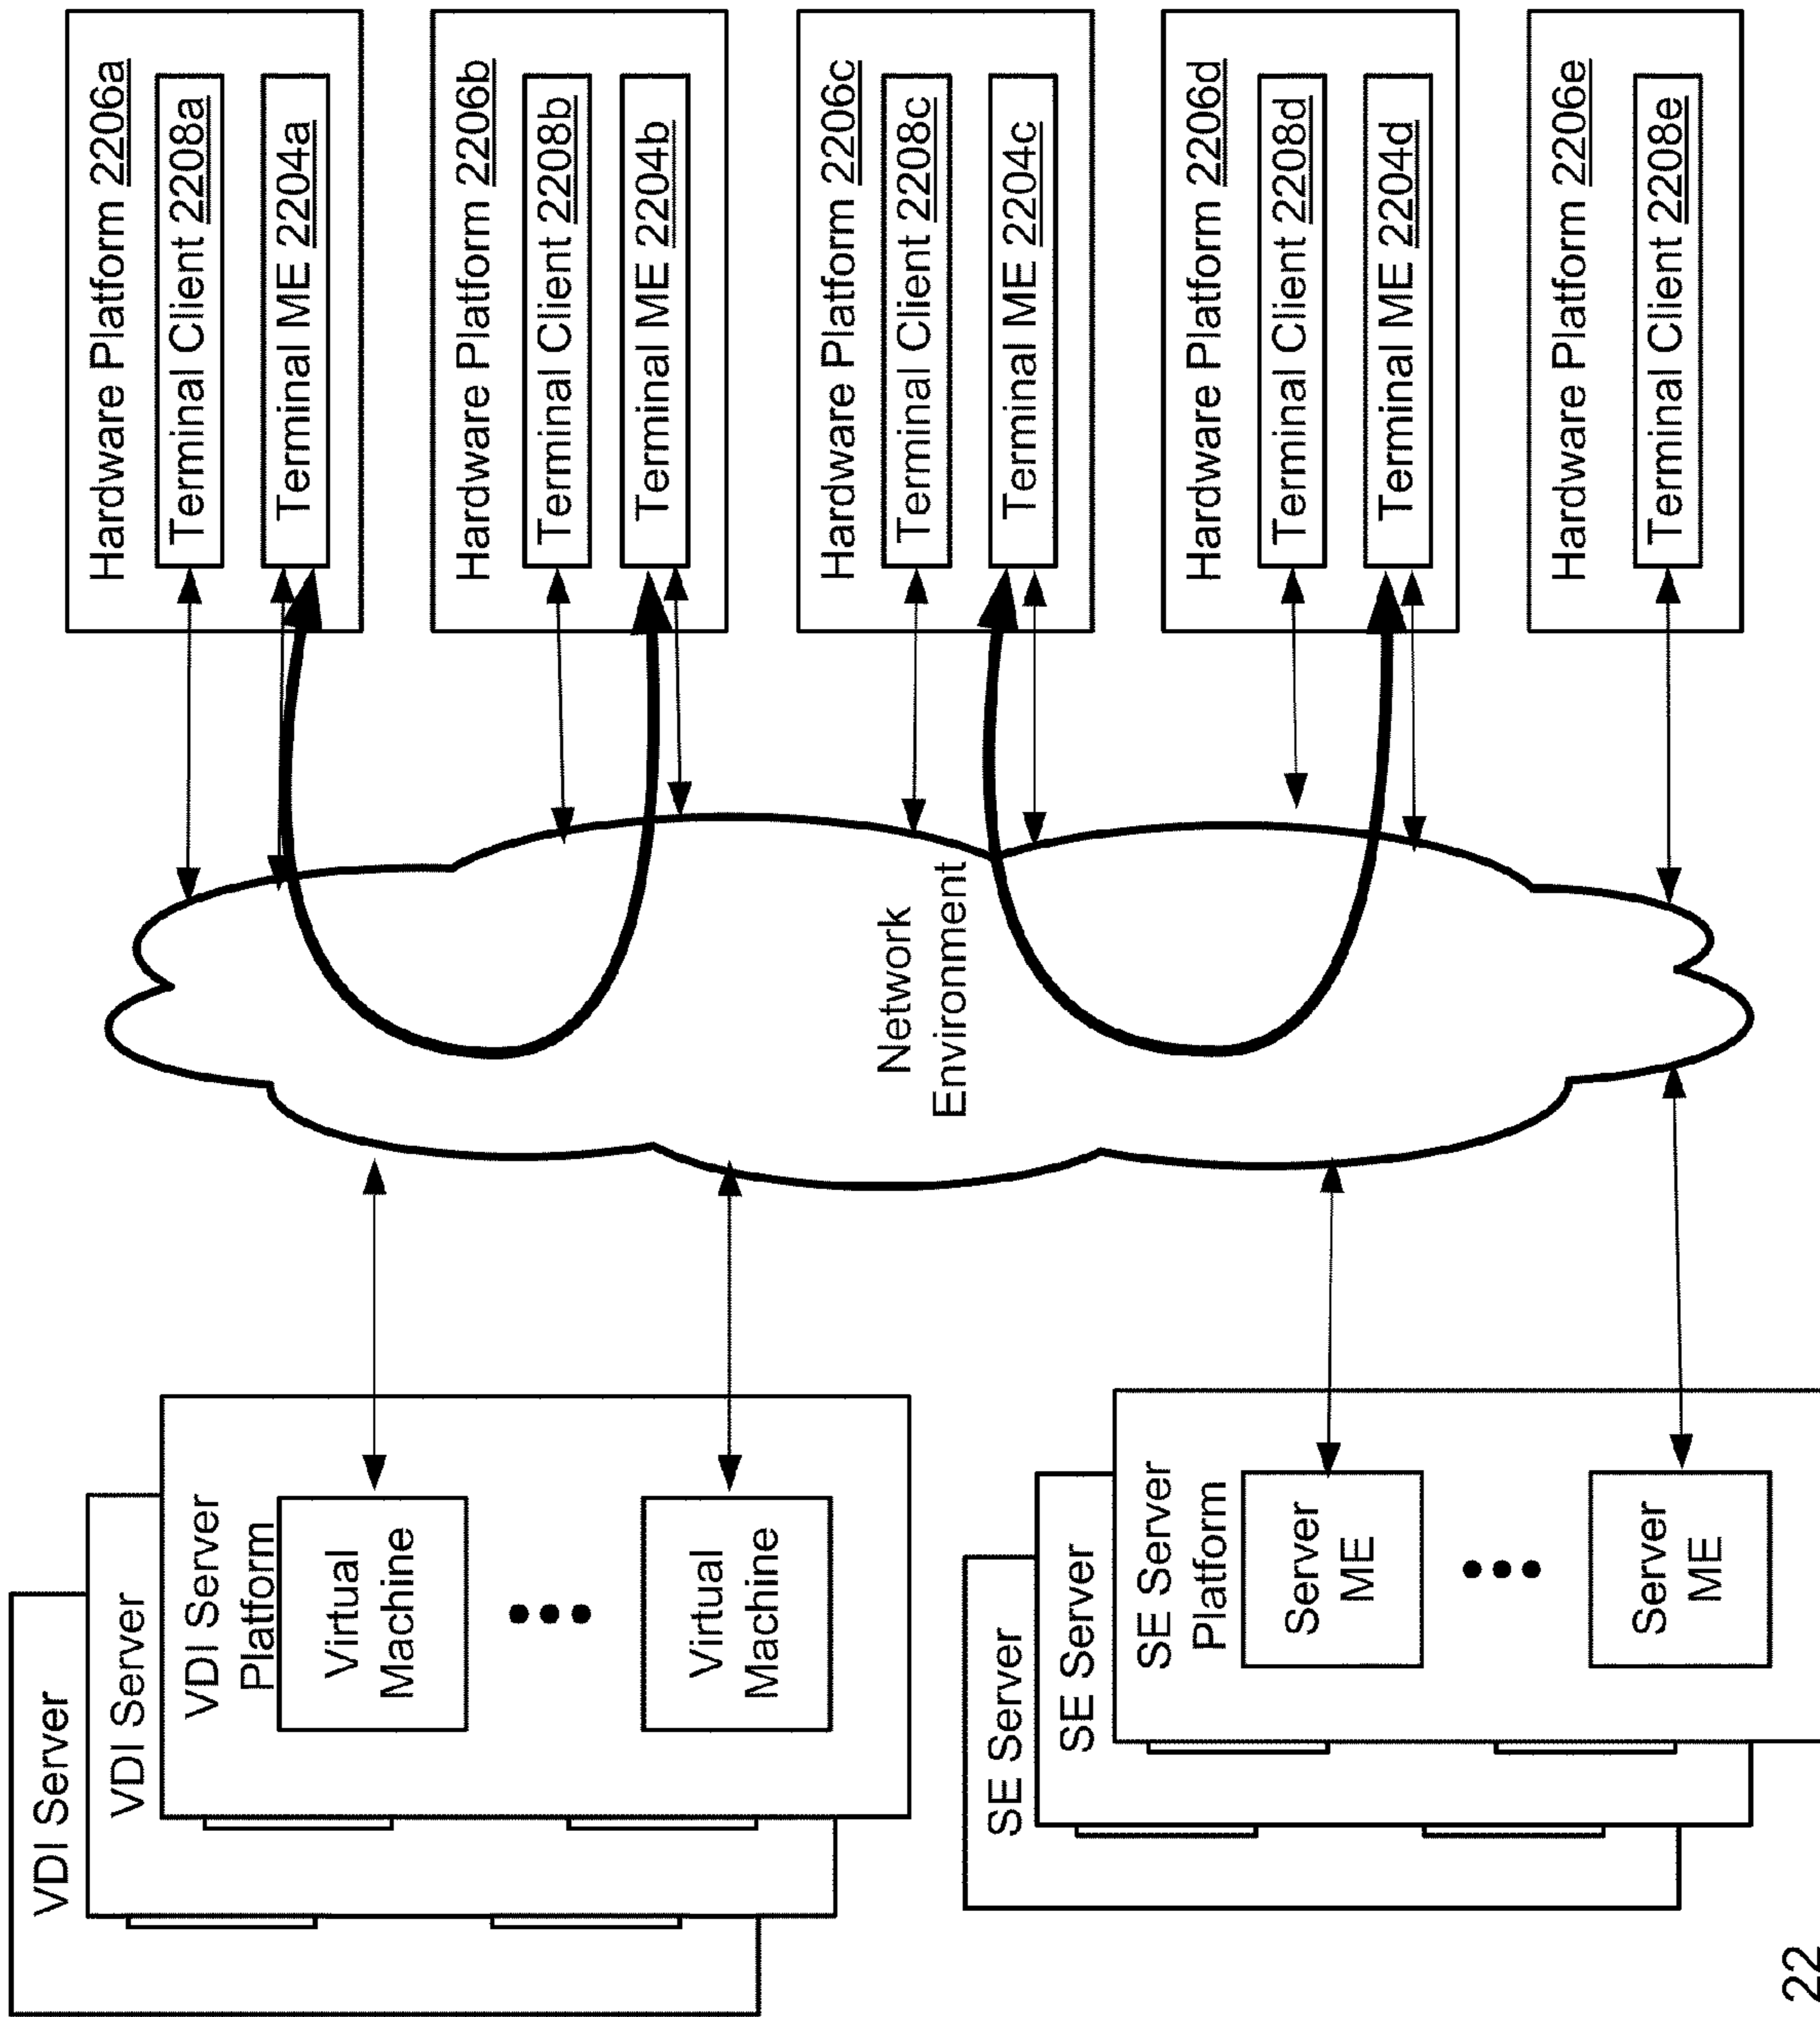 VDI Server
VDI Server
VDI Server
Platform
Virtual
Machine
Virtual
Machine
SE Server
SE Server
SE Server
Platform
Server
ME
Server
ME
Network
Environment
Hardware Platform 2206a
Terminal Client 2208a
Terminal ME 2204a
Hardware Platform 2206b
Terminal Client 2208b
Terminal ME 2204b
Hardware Platform 2206c
Terminal Client 2208c
Terminal ME 2204c
Hardware Platform 2206d
Terminal Client 2208d
Terminal ME 2204d
Hardware Platform 2206e
Terminal Client 2208e
22